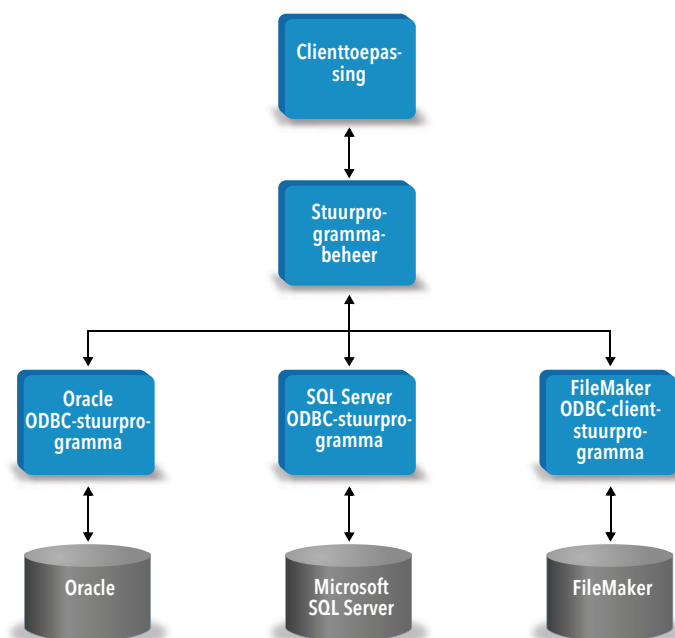 Clienttoepas-
sing
Stuurpro-
gramma-
beheer
Oracle
ODBC-stuurpro-
gramma
SQL Server
ODBC-stuurpro-
gramma
FileMaker
ODBC-client-
stuurpro-
gramma
Oracle
Microsoft
SQL Server
FileMaker